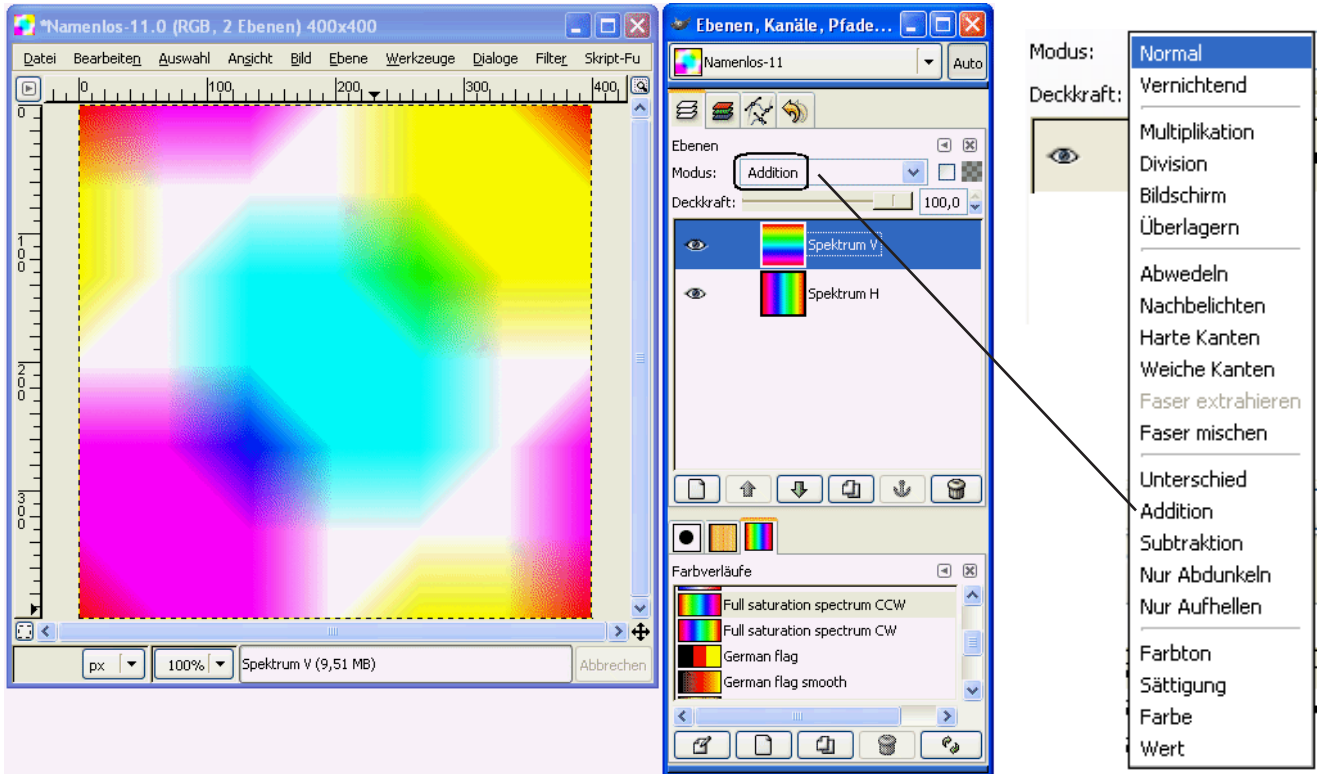 *Namenlos-11.0 (RGB, 2 Ebenen) 400x400
Datei Bearbeiten Auswahl Ansicht Bild Ebene Werkzeuge Dialoge Filter Skript-Fu
0 100 200 300 400
0
100
200
300
px 100% Spektrum V (9,51 MB) Abbrechen
Ebenen, Kanäle, Pfade...
Namenlos-11 Auto
Ebenen
Modus: Addition
Deckkraft: 100,0
Spektrum V
Spektrum H
Farbverläufe
Full saturation spectrum CCW
Full saturation spectrum CW
German flag
German flag smooth
Modus:
Deckkraft:
Normal
Vernichtend
Multiplikation
Division
Bildschirm
Überlagern
Abwedeln
Nachbelichten
Harte Kanten
Weiche Kanten
Faser extrahieren
Faser mischen
Unterschied
Addition
Subtraktion
Nur Abdunkeln
Nur Aufhellen
Farbton
Sättigung
Farbe
Wert